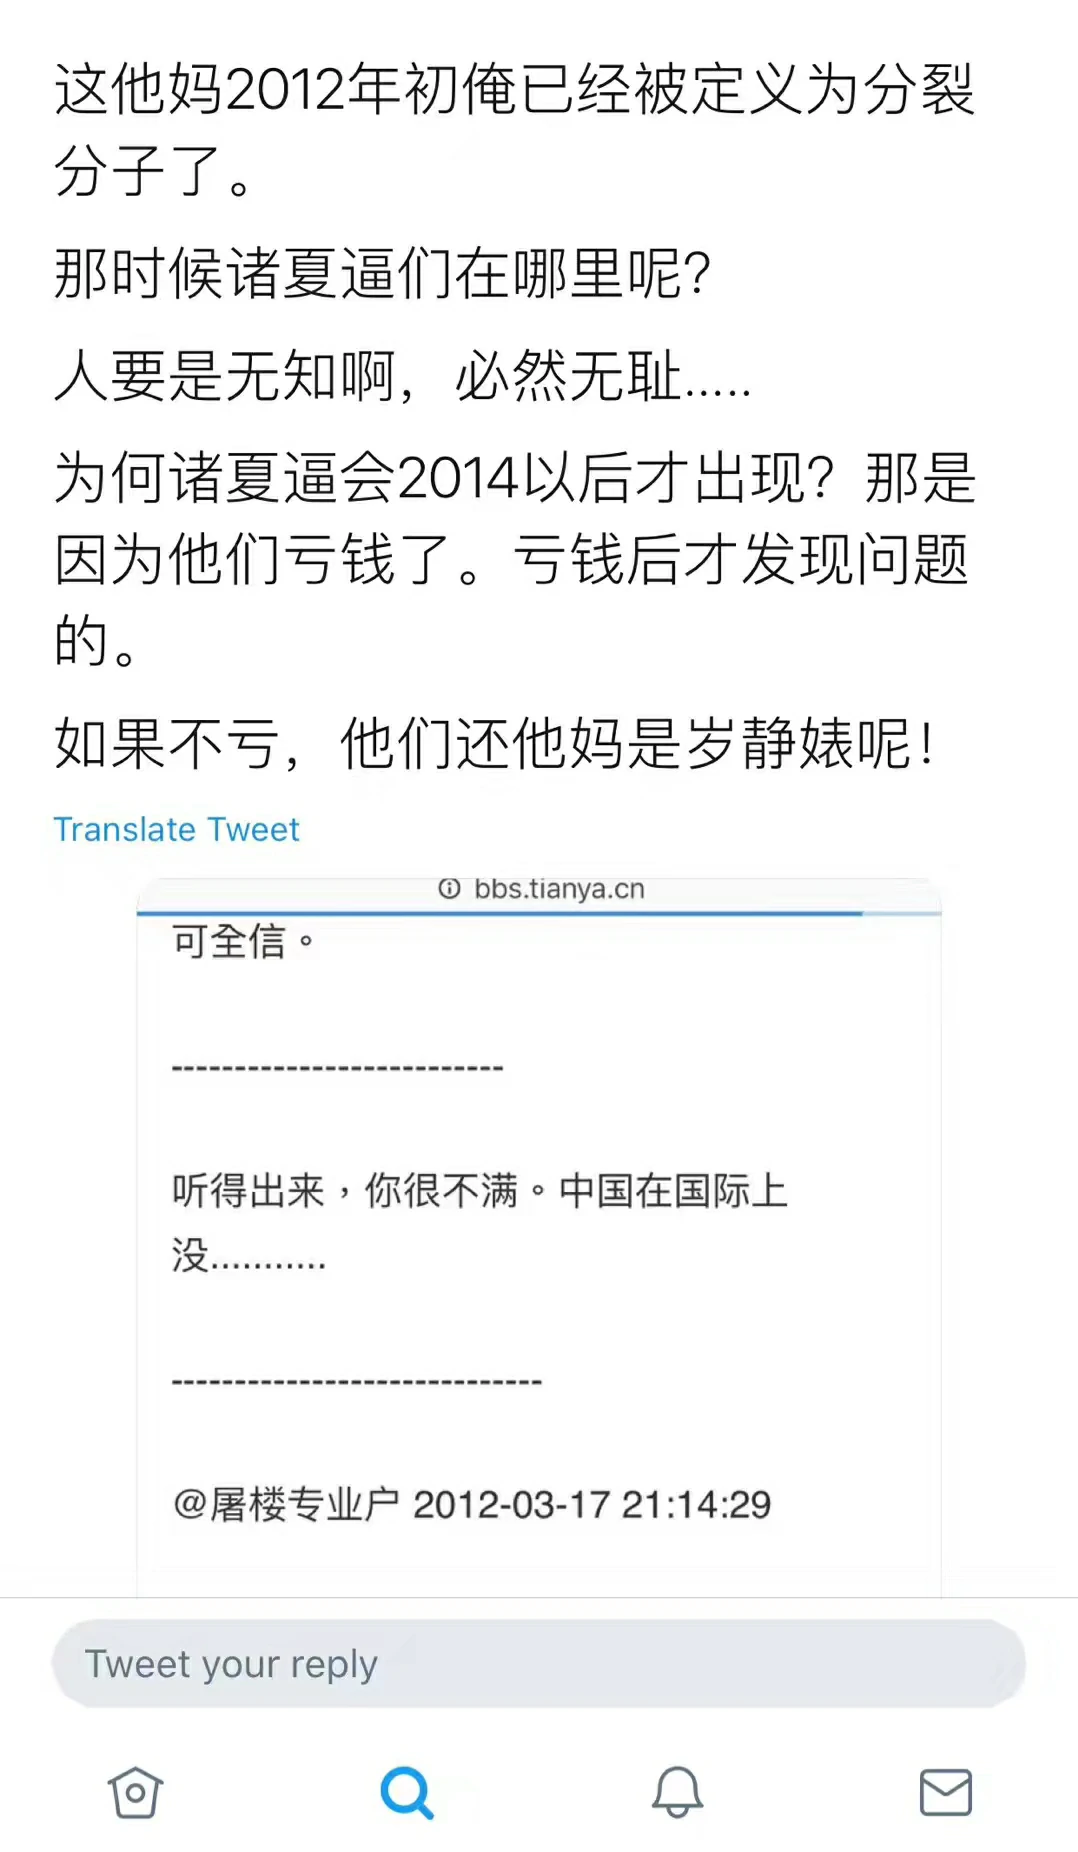 这他妈2012年初俺已经被定义为分裂
分子了。
那时候诸夏逼们在哪里呢？
人要是无知啊，必然无耻.....
为何诸夏逼会2014以后才出现？那是
因为他们亏钱了。亏钱后才发现问题
的。
如果不亏，他们还他妈是岁静婊呢！
Translate Tweet
bbs.tianya.cn
可全信。
--------------------------
听得出来，你很不满。中国在国际上
没...........
-----------------------------
@屠楼专业户 2012-03-17 21:14:29
Tweet your reply